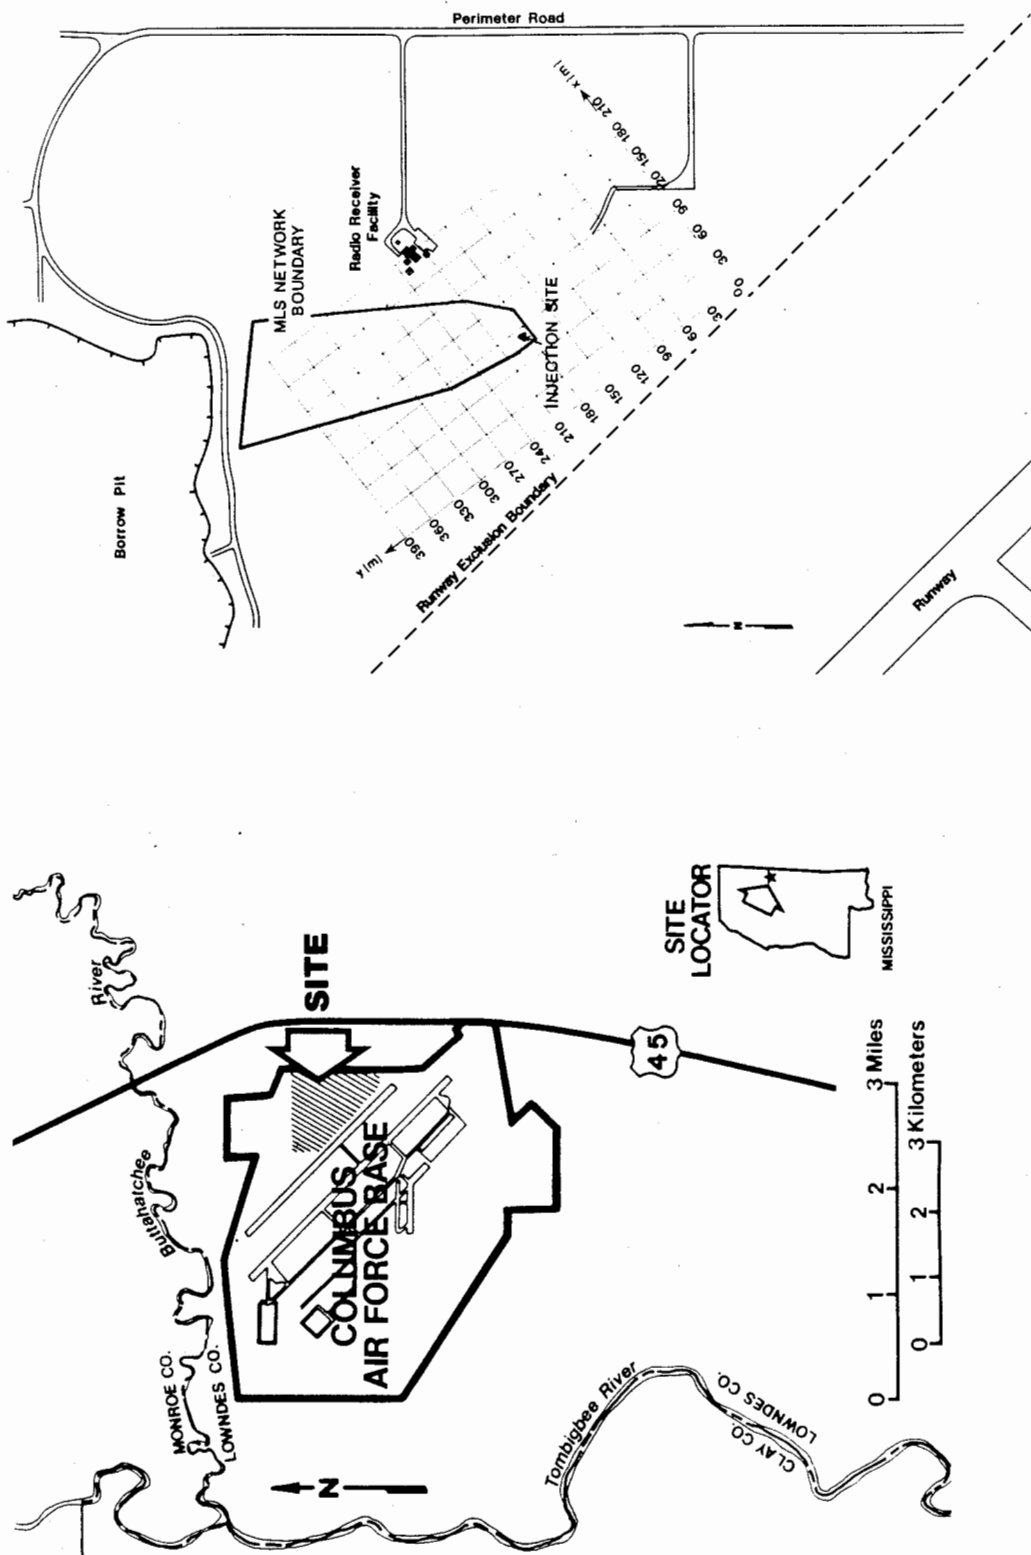 Perimeter Road
x (m)
210
180
150
120
90
60
30
0
0
30
60
90
120
150
180
210
240
270
300
330
360
390
y (m)
Radio Receiver
Facility
MLS NETWORK
BOUNDARY
INJECTION SITE
Borrow Pit
Runway Exclusion Boundary
Runway
N
Buttahatchee
River
SITE
COLUMBUS
AIR FORCE BASE
MONROE CO.
LOWNDES CO.
N
Tombigbee River
CLAY CO.
LOWNDES CO.
45
SITE
LOCATOR
MISSISSIPPI
0 1 2 3 Miles
0 1 2 3 Kilometers